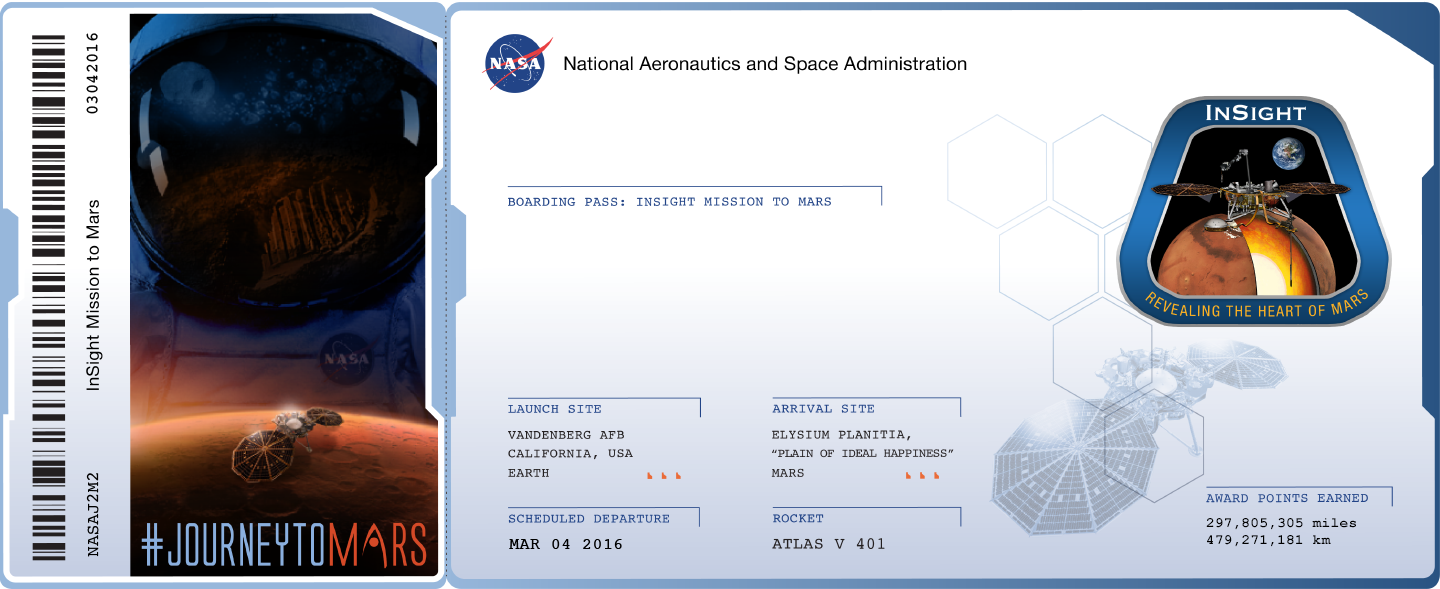 03042016
InSight Mission to Mars
NASAJ2M2
NASA
#JOURNEYTOMARS
NASA
National Aeronautics and Space Administration
BOARDING PASS: INSIGHT MISSION TO MARS
INSIGHT
REVEALING THE HEART OF MARS
LAUNCH SITE
VANDENBERG AFB
CALIFORNIA, USA
EARTH
ARRIVAL SITE
ELYSIUM PLANITIA,
“PLAIN OF IDEAL HAPPINESS”
MARS
SCHEDULED DEPARTURE
MAR 04 2016
ROCKET
ATLAS V 401
AWARD POINTS EARNED
297,805,305 miles
479,271,181 km